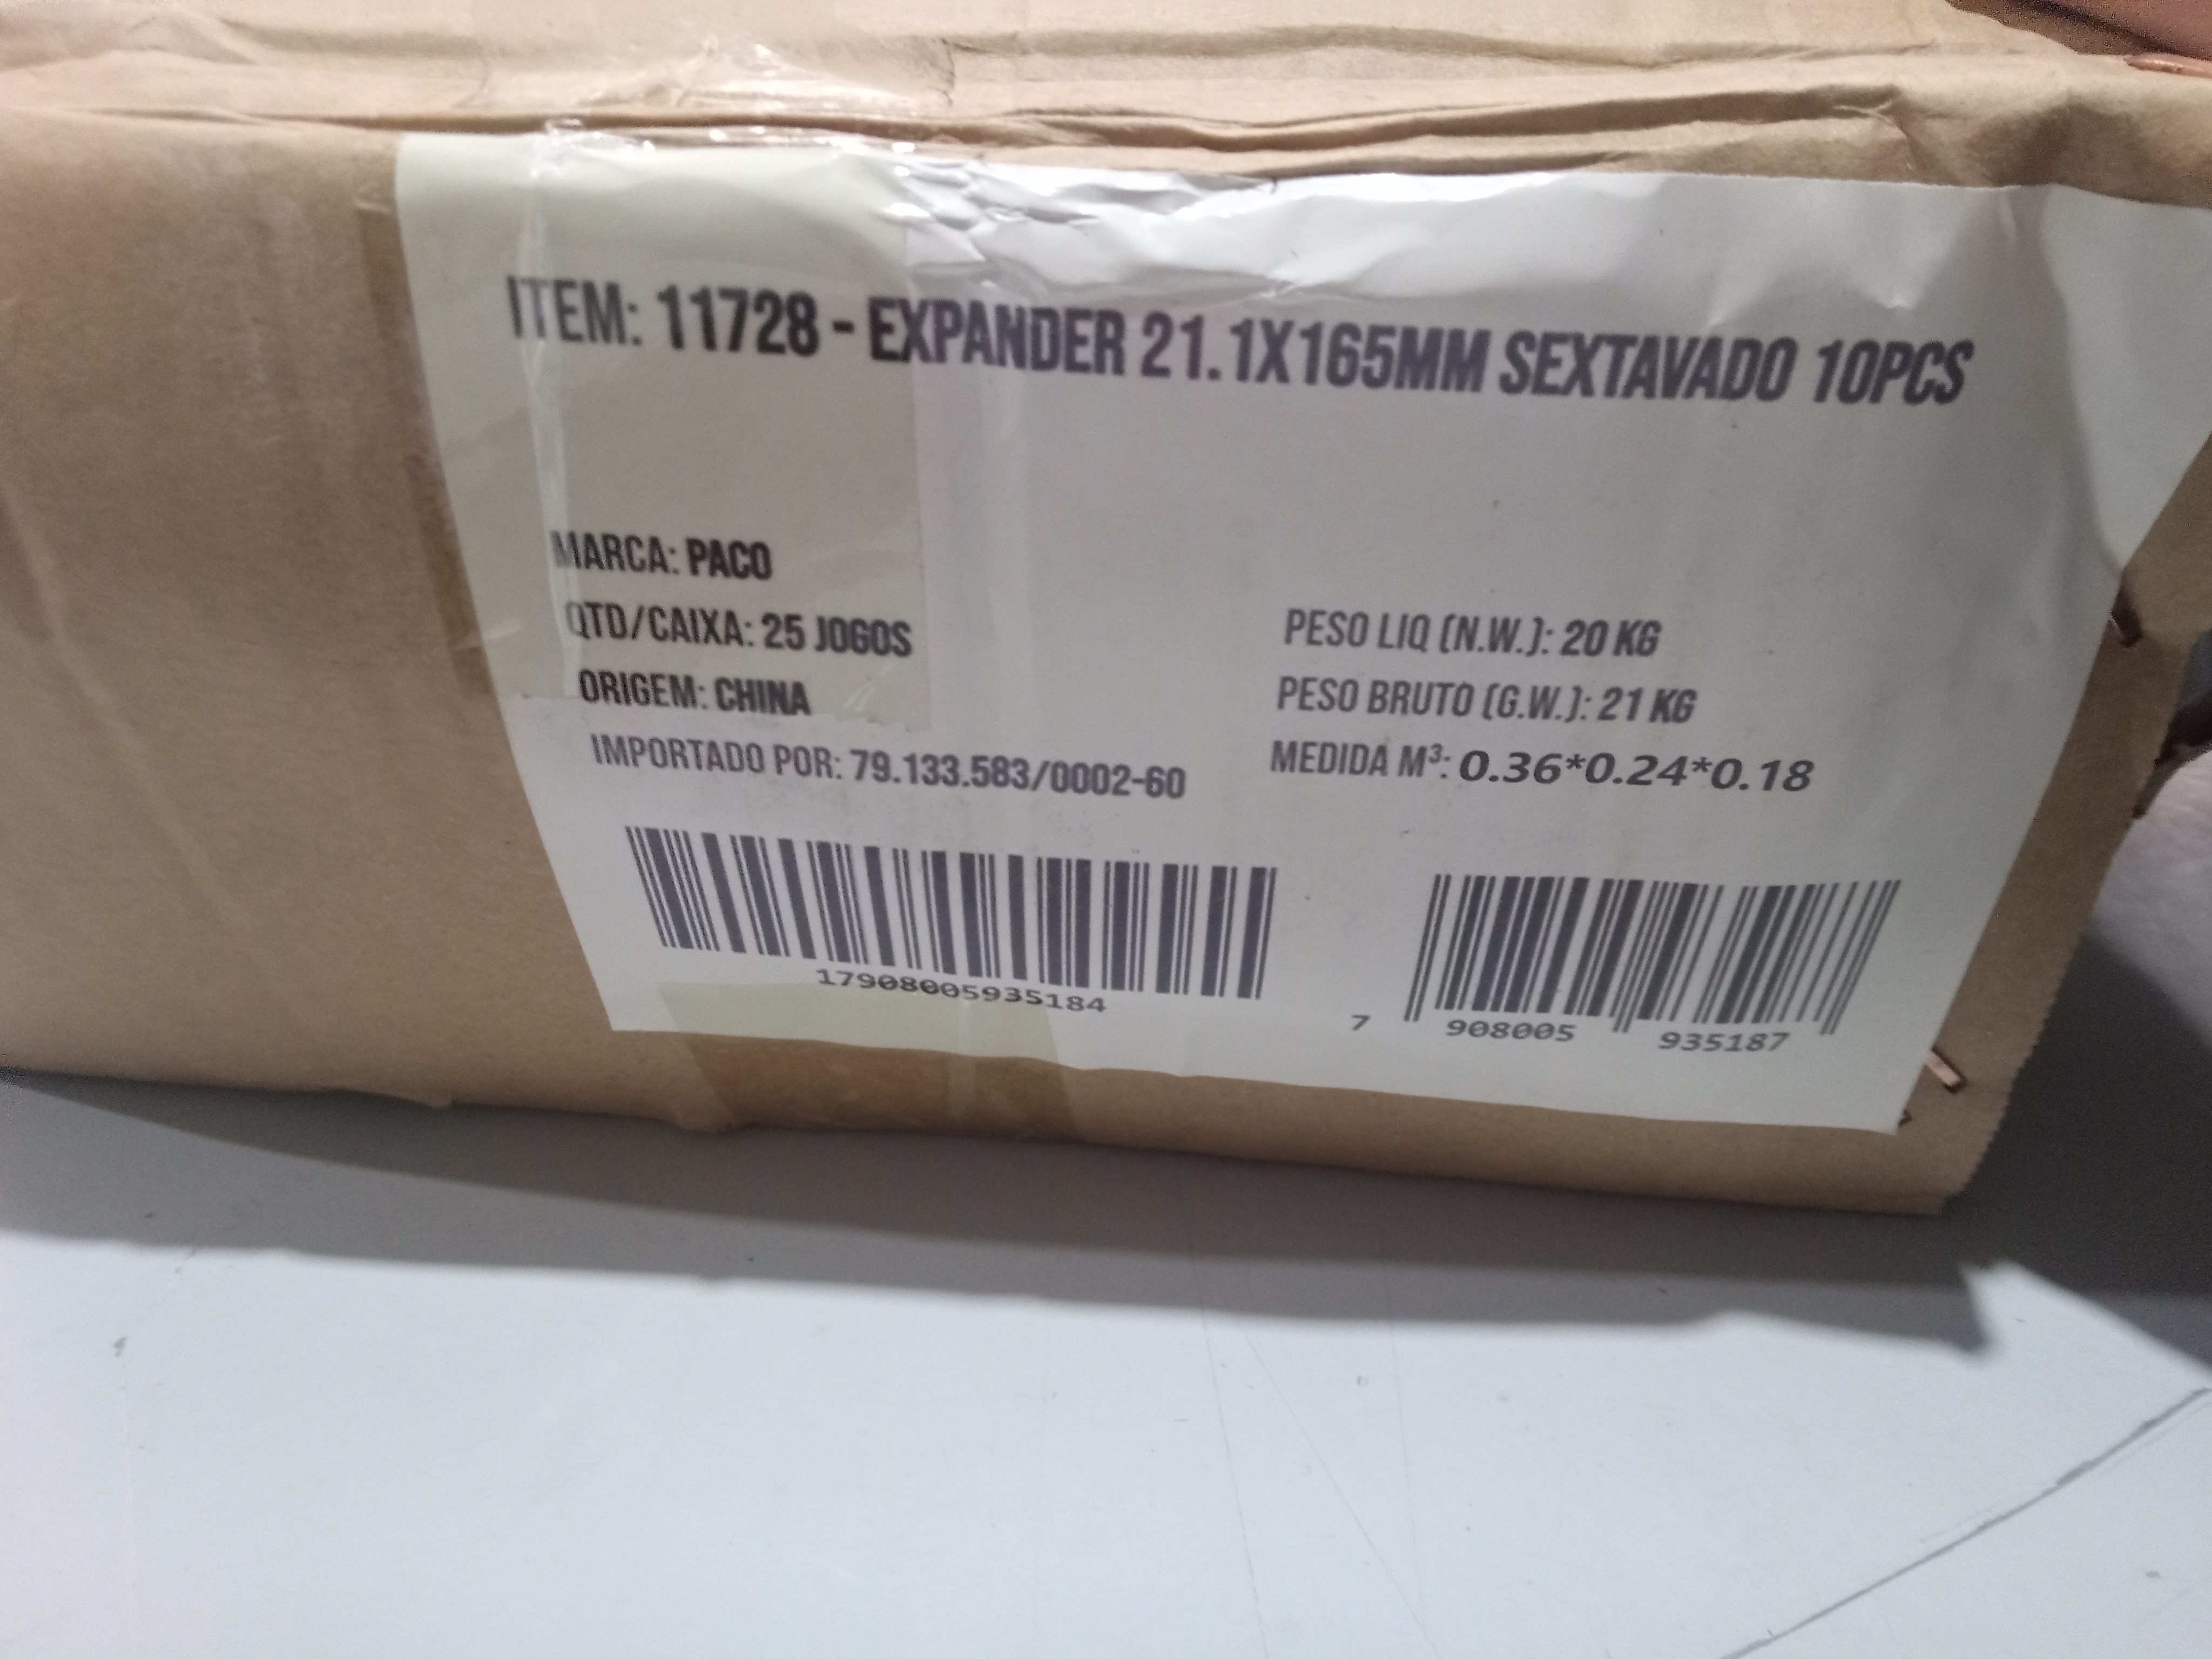 ITEM: 11728 - EXPANDER 21.1X165MM SEXTAVADO 10PCS
MARCA: PACO
QTD/CAIXA: 25 JOGOS
ORIGEM: CHINA
IMPORTADO POR: 79.133.583/0002-60
PESO LIQ (N.W.): 20 KG
PESO BRUTO (G.W.): 21 KG
MEDIDA M³: 0.36*0.24*0.18
17908005935184
7 908005 935187